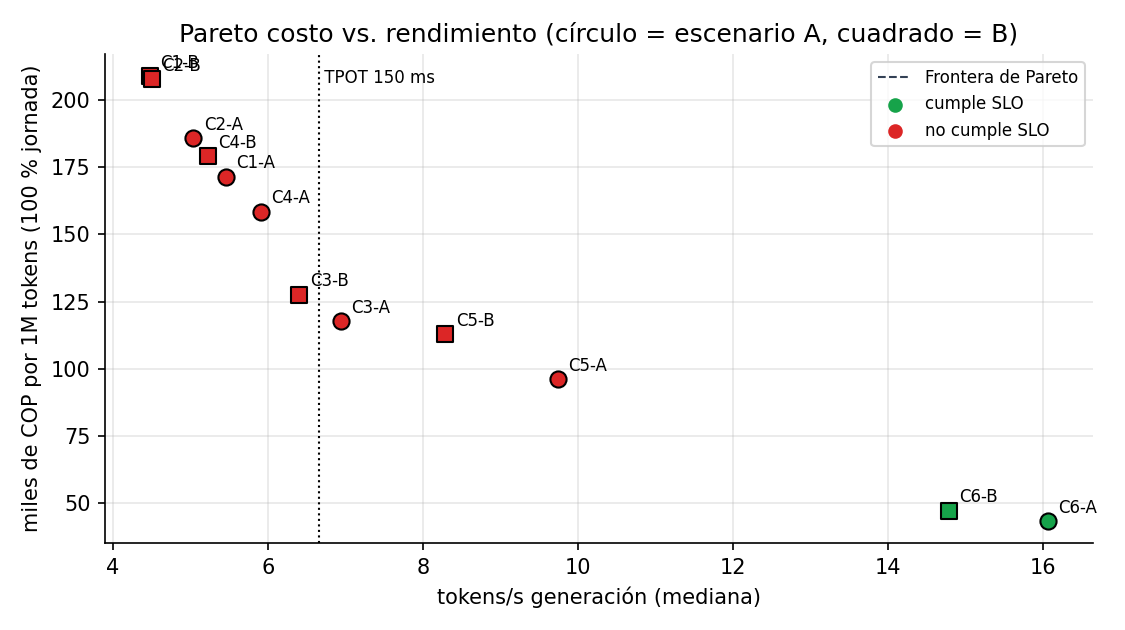 Pareto costo vs. rendimiento (círculo = escenario A, cuadrado = B)
miles de COP por 1M tokens (100 % jornada)
200
175
150
125
100
75
50
C1-B
C2-B
TPOT 150 ms
C2-A
C4-B
C1-A
C4-A
C3-B
C3-A
C5-B
C5-A
C6-B
C6-A
Frontera de Pareto
cumple SLO
no cumple SLO
4
6
8
10
12
14
16
tokens/s generación (mediana)